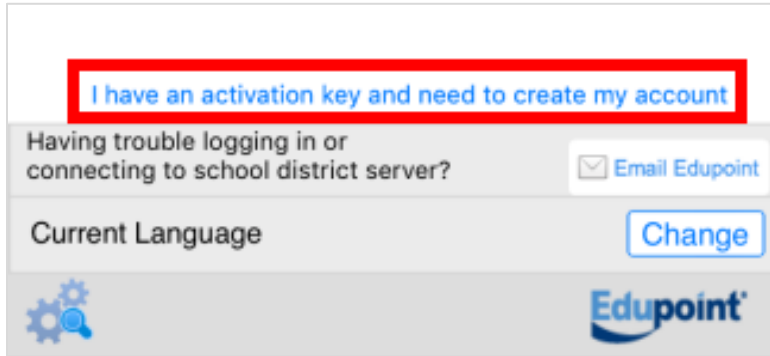 I have an activation key and need to create my account
Having trouble logging in or
connecting to school district server?
Email Edupoint
Current Language
Change
Edupoint